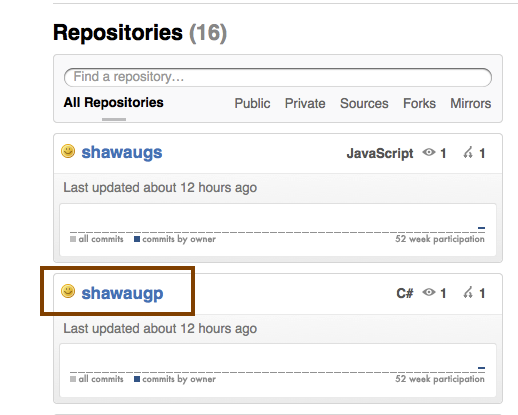 Repositories (16)
Find a repository...
All Repositories Public Private Sources Forks Mirrors
shawaugs JavaScript 1 1
Last updated about 12 hours ago
all commits commits by owner 52 week participation
shawaugp C# 1 1
Last updated about 12 hours ago
all commits commits by owner 52 week participation